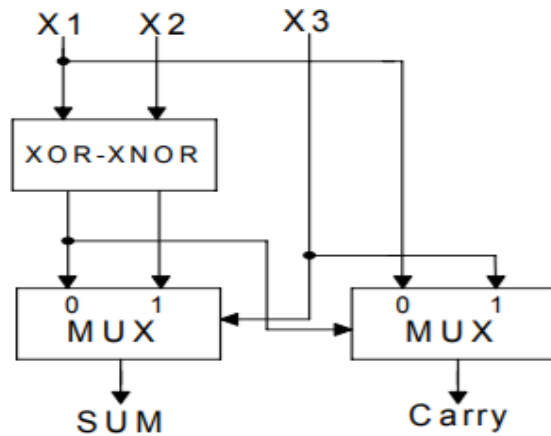 X1 X2 X3
XOR-XNOR
0 1 0 1
MUX MUX
SUM Carry